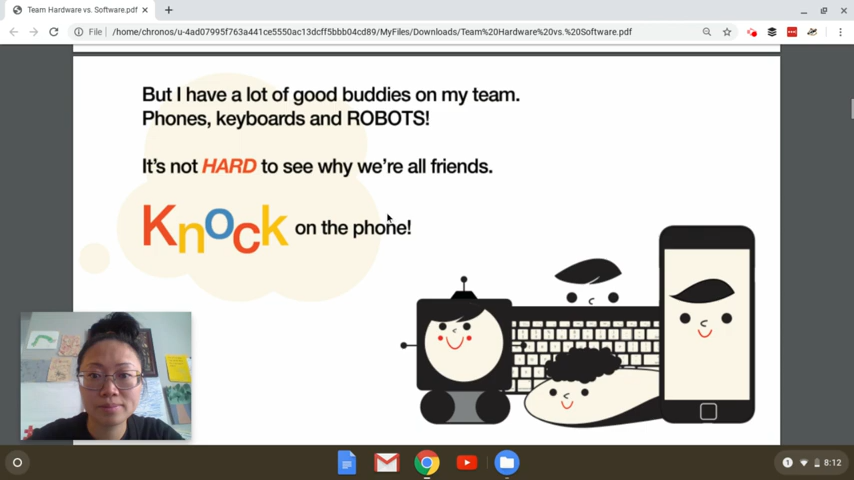 Team Hardware vs. Software.pdf
File /home/chronos/u-4ad07995f763a441ce5550ac13dcff5bbb04cd89/MyFiles/Downloads/Team%20Hardware%20vs.%20Software.pdf
But I have a lot of good buddies on my team.
Phones, keyboards and ROBOTS!
It's not HARD to see why we're all friends.
Knock on the phone!
1 8:12